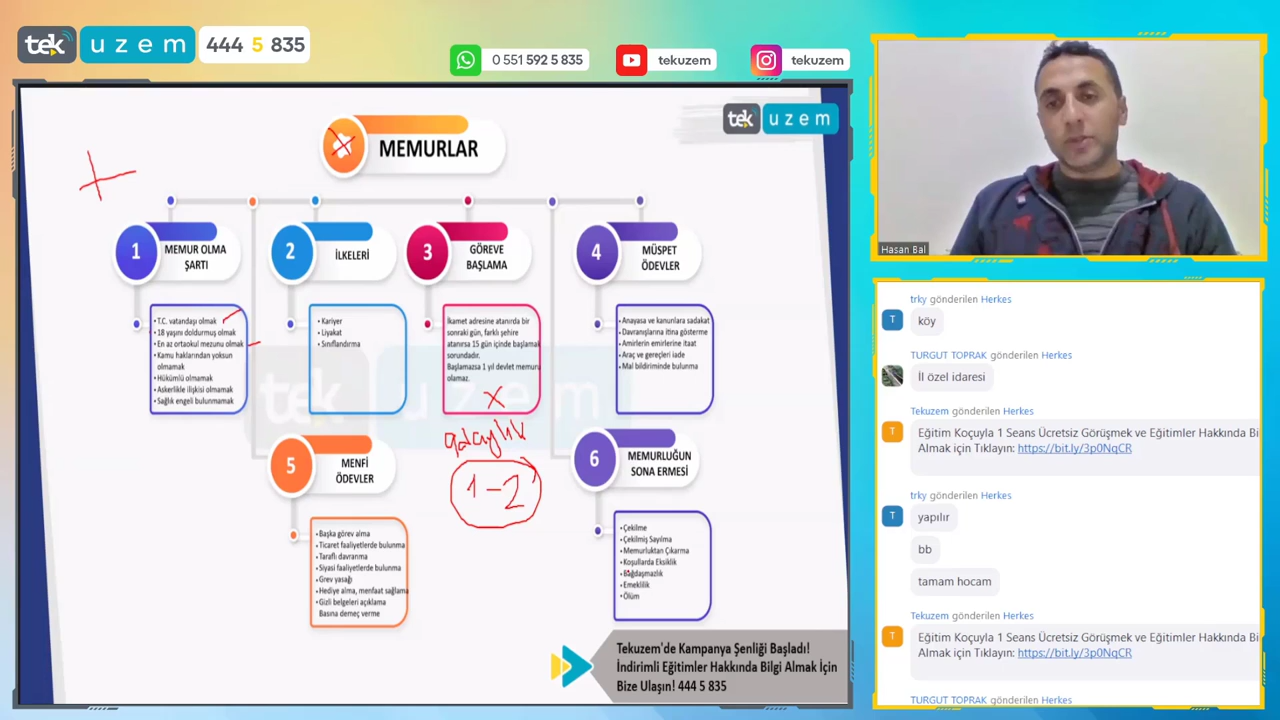 tek uzem 444 5 835
0 551 592 5 835 tekuzem tekuzem
tek uzem
MEMURLAR
1 MEMUR OLMA
ŞARTI
• T.C. vatandaşı olmak
• 18 yaşını doldurmuş olmak
• En az ortaokul mezunu olmak
• Kamu haklarından yoksun
olmamak
• Hükümlü olmamak
• Askerlikle ilişkisi olmamak
• Sağlık engeli bulunmamak
2 İLKELERİ
• Kariyer
• Liyakat
• Sınıflandırma
3 GÖREVE
BAŞLAMA
İkamet adresine atanırda bir
sonraki gün, farklı şehire
atanırsa 15 gün içinde başlamak
sorundadır.
Başlamazsa 1 yıl devlet memuru
olamaz.
adaylık
1-2
4 MÜSPET
ÖDEVLER
• Anayasa ve kanunlara sadakat
• Davranışlarına itina gösterme
• Amirlerin emirlerine itaat
• Araç ve gereçleri iade
• Mal bildiriminde bulunma
5 MENFİ
ÖDEVLER
• Başka görev alma
• Ticaret faaliyetlerde bulunma
• Taraflı davranma
• Siyasi faaliyetlerde bulunma
• Grev yasağı
• Hediye alma, menfaat sağlama
• Gizli belgeleri açıklama
Basına demeç verme
6 MEMURLUĞUN
SONA ERMESİ
• Çekilme
• Çekilmiş Sayılma
• Memurluktan Çıkarma
• Koşullarda Eksiklik
• Bağdaşmazlık
• Emeklilik
• Ölüm
tek uzem
Tekuzem'de Kampanya Şenliği Başladı!
İndirimli Eğitimler Hakkında Bilgi Almak İçin
Bize Ulaşın! 444 5 835
Hasan Bal
trky gönderilen Herkes
T köy
TURGUT TOPRAK gönderilen Herkes
İl özel idaresi
Tekuzem gönderilen Herkes
T Eğitim Koçuyla 1 Seans Ücretsiz Görüşmek ve Eğitimler Hakkında Bi
Almak için Tıklayın: https://bit.ly/3p0NqCR
trky gönderilen Herkes
T yapılır
bb
tamam hocam
Tekuzem gönderilen Herkes
T Eğitim Koçuyla 1 Seans Ücretsiz Görüşmek ve Eğitimler Hakkında Bi
Almak için Tıklayın: https://bit.ly/3p0NqCR
TURGUT TOPRAK gönderilen Herkes